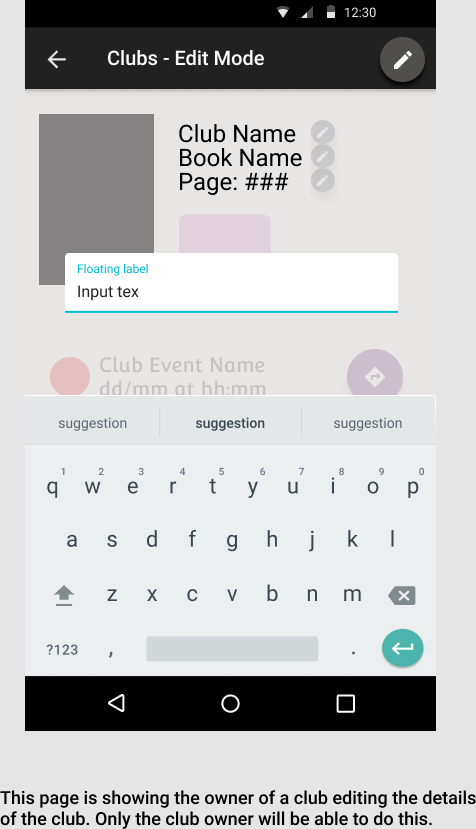 12:30
Clubs - Edit Mode
Club Name
Book Name
Page: ###
Floating label
Input tex
Club Event Name
dd/mm at hh:mm
suggestion suggestion suggestion
1 2 3 4 5 6 7 8 9 0
q w e r t y u i o p
a s d f g h j k l
z x c v b n m
?123 , .
This page is showing the owner of a club editing the details
of the club. Only the club owner will be able to do this.